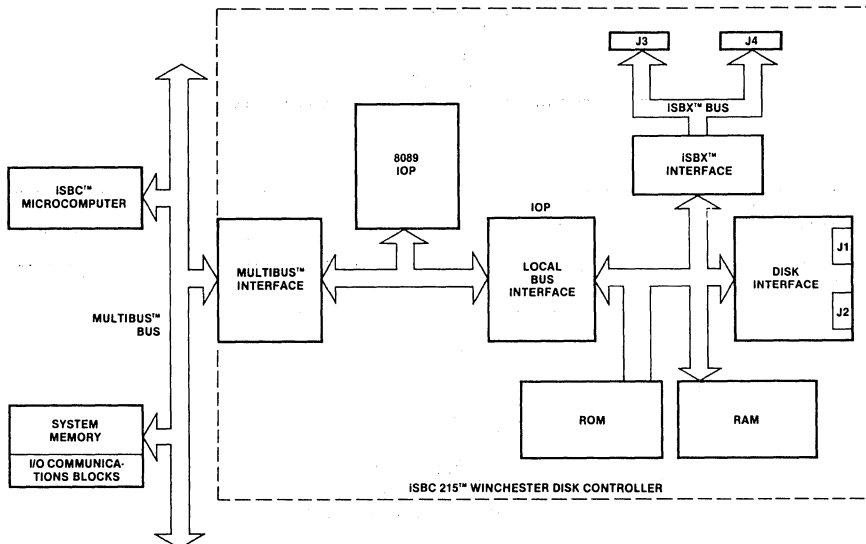 J3
J4
iSBX™ BUS
8089
IOP
iSBX™
INTERFACE
iSBC™
MICROCOMPUTER
IOP
MULTIBUS™
INTERFACE
LOCAL
BUS
INTERFACE
DISK
INTERFACE
J1
J2
MULTIBUS™
BUS
SYSTEM
MEMORY
I/O COMMUNICA-
TIONS BLOCKS
ROM
RAM
iSBC 215™ WINCHESTER DISK CONTROLLER